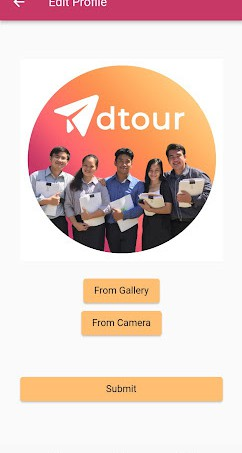 Edit Profile
dtour
From Gallery
From Camera
Submit